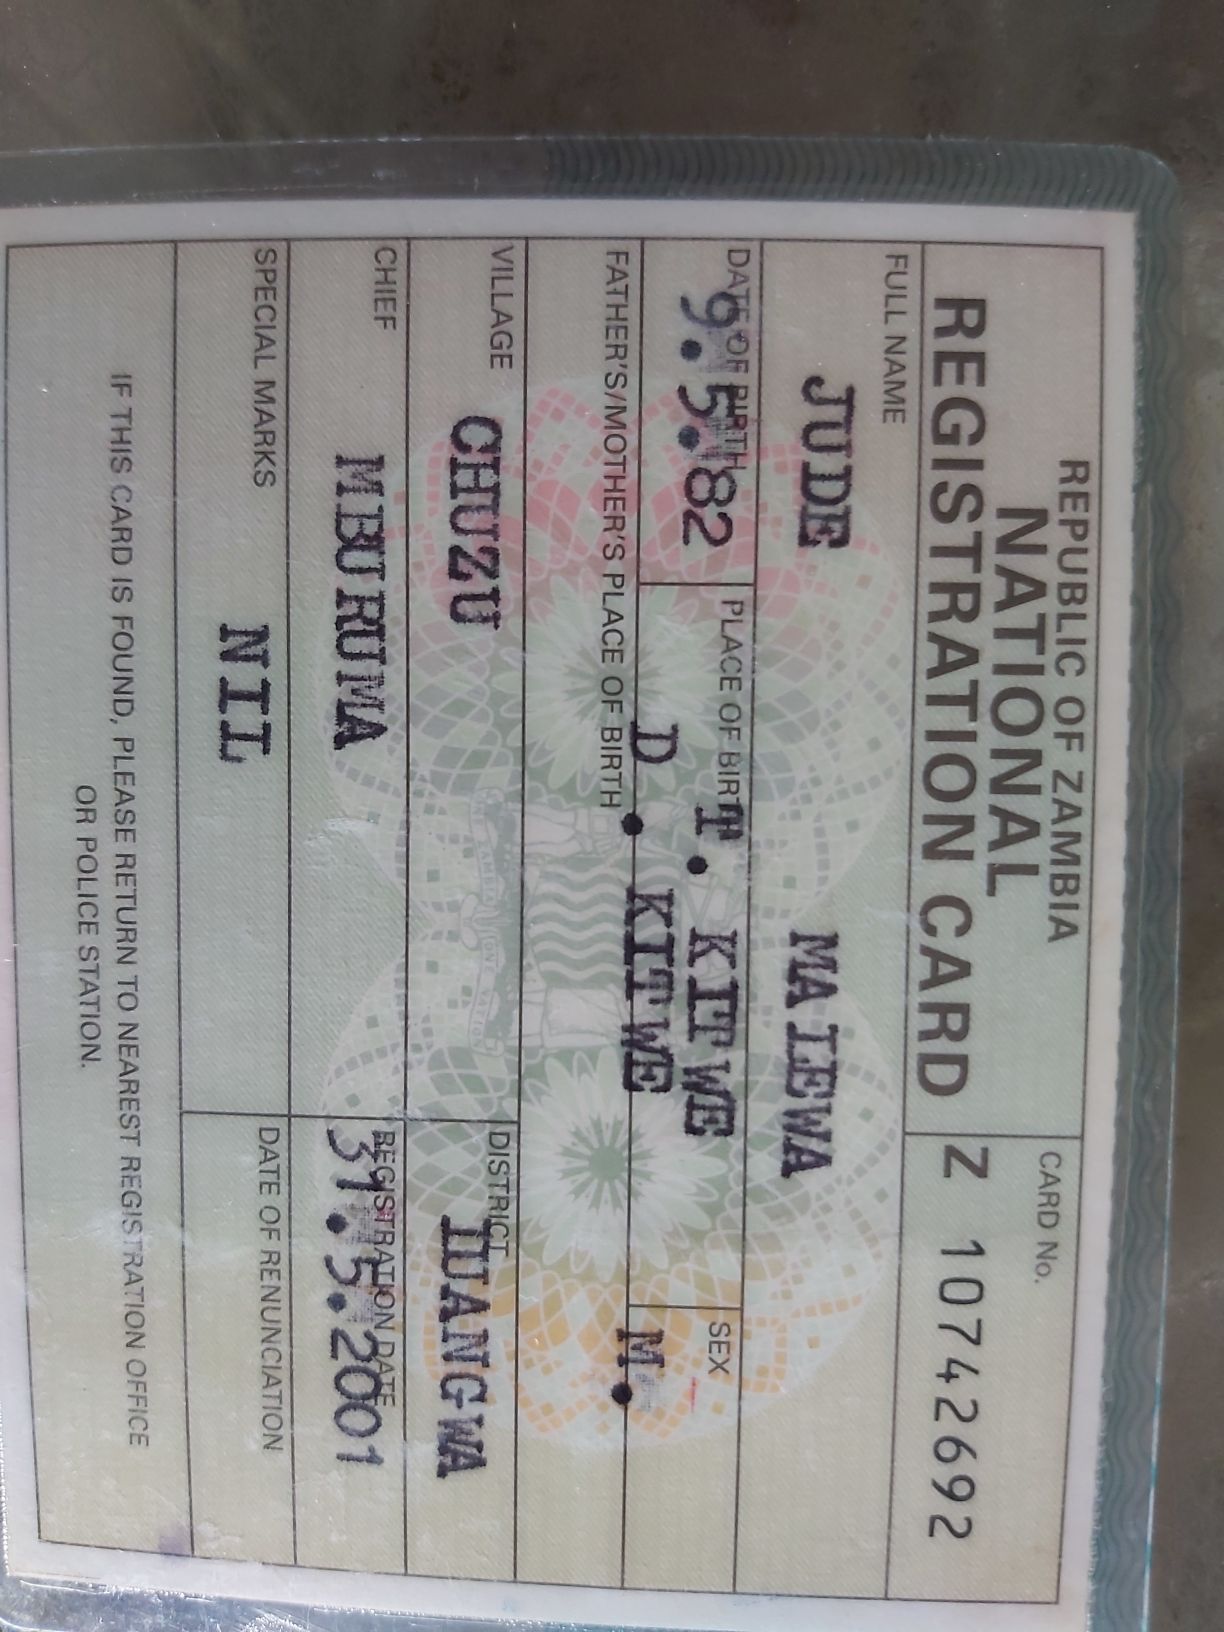 REPUBLIC OF ZAMBIA
NATIONAL
REGISTRATION CARD
CARD No.
Z 10742692
FULL NAME
JUDE MALEWA
DATE OF BIRTH
9.5.82
PLACE OF BIRTH
T. KITWE
D. KITWE
SEX
M.
FATHER'S/MOTHER'S PLACE OF BIRTH
VILLAGE
CHUZU
DISTRICT
LUANGWA
CHIEF
MBURUMA
REGISTRATION DATE
31.5.2001
SPECIAL MARKS
NIL
DATE OF RENUNCIATION
IF THIS CARD IS FOUND, PLEASE RETURN TO NEAREST REGISTRATION OFFICE
OR POLICE STATION.